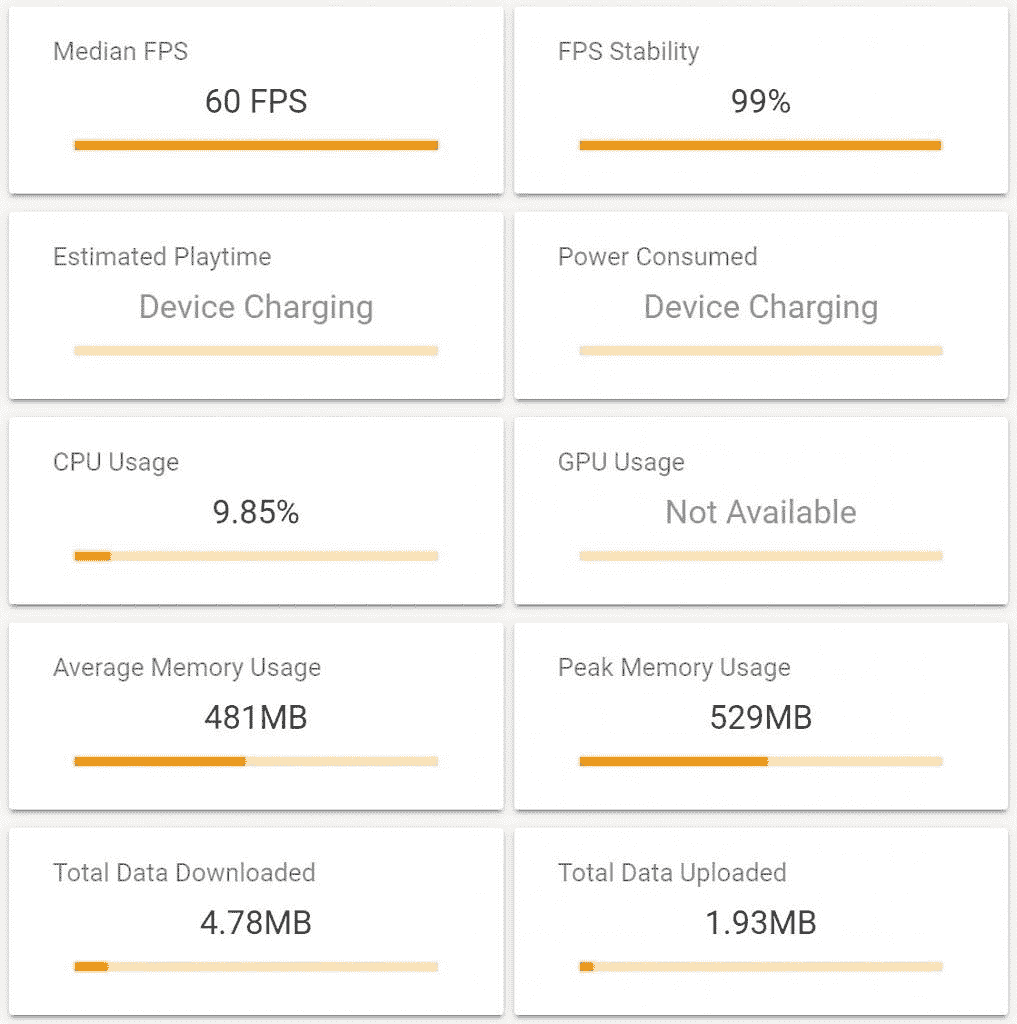 Median FPS
60 FPS
FPS Stability
99%
Estimated Playtime
Device Charging
Power Consumed
Device Charging
CPU Usage
9.85%
GPU Usage
Not Available
Average Memory Usage
481MB
Peak Memory Usage
529MB
Total Data Downloaded
4.78MB
Total Data Uploaded
1.93MB